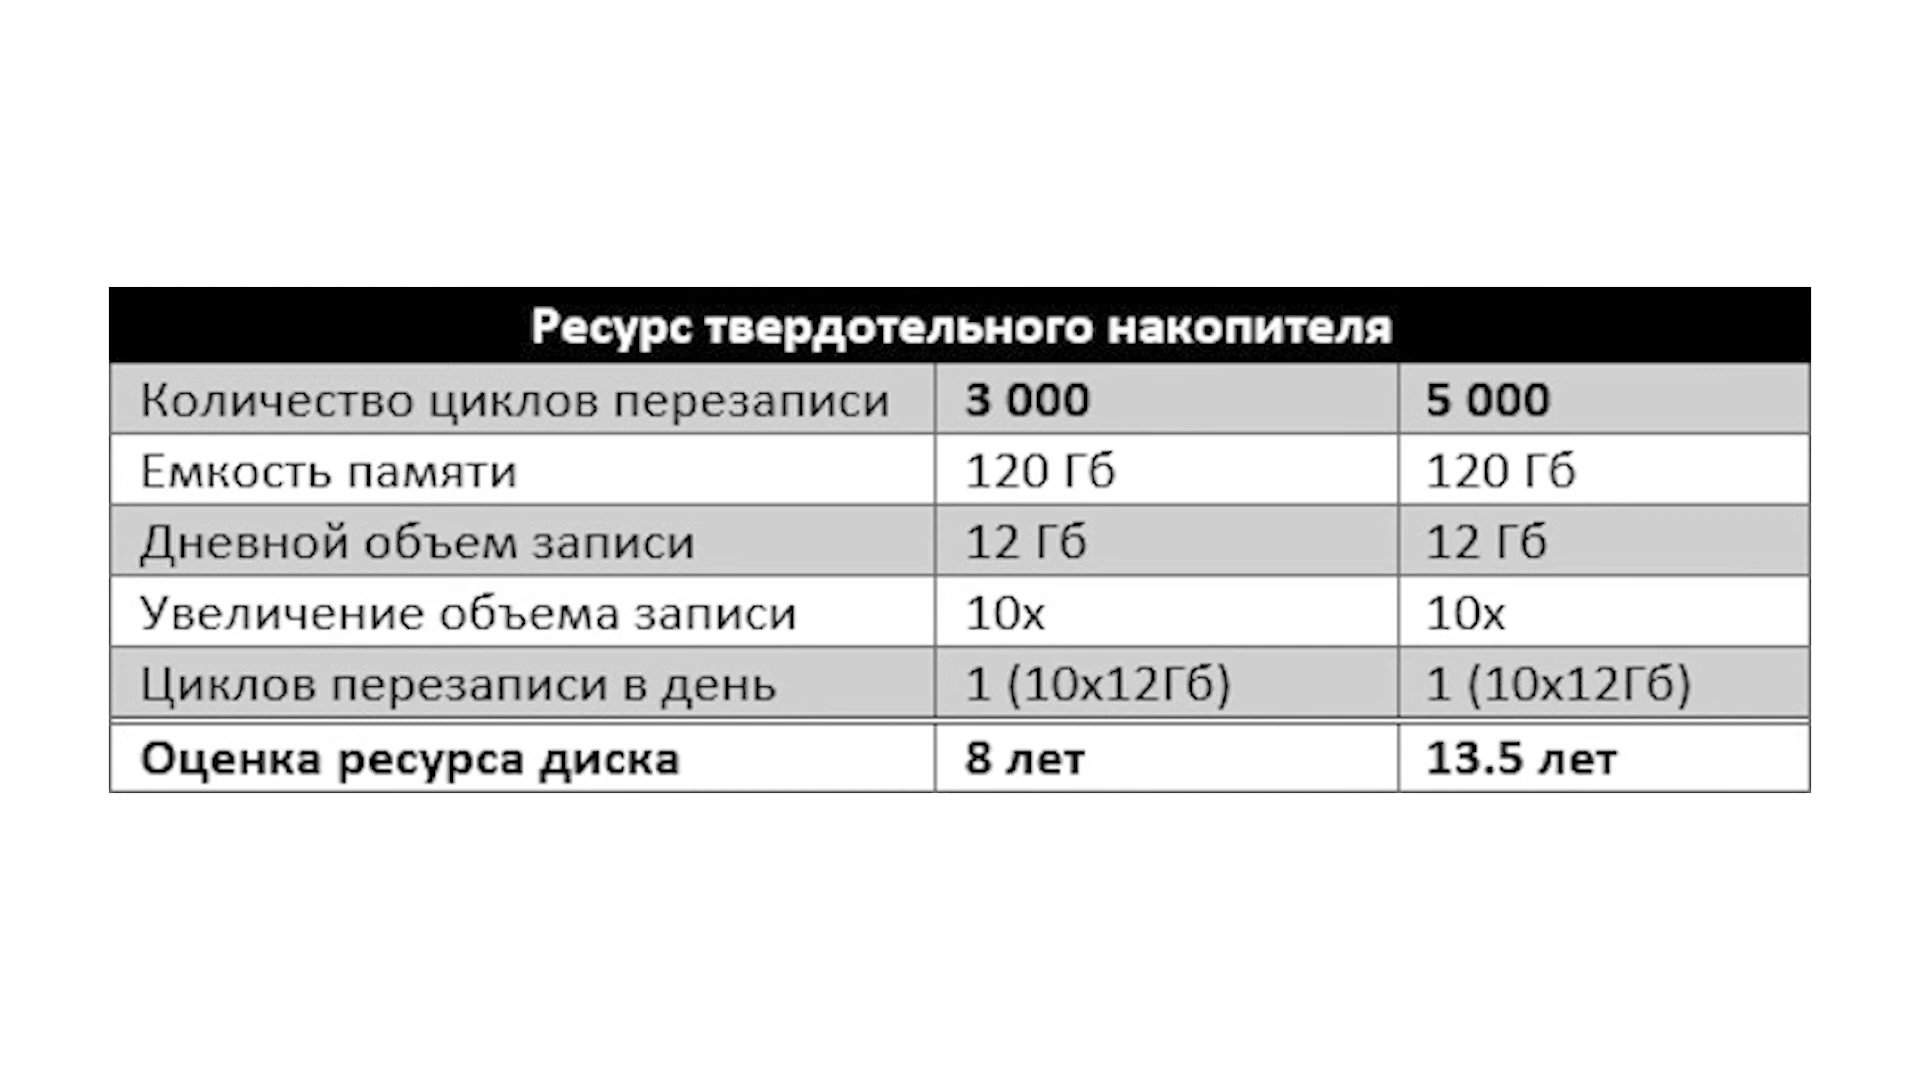 Ресурс твердотельного накопителя
Количество циклов перезаписи 3 000 5 000
Емкость памяти 120 Гб 120 Гб
Дневной объем записи 12 Гб 12 Гб
Увеличение объема записи 10x 10x
Циклов перезаписи в день 1 (10x12Гб) 1 (10x12Гб)
Оценка ресурса диска 8 лет 13.5 лет